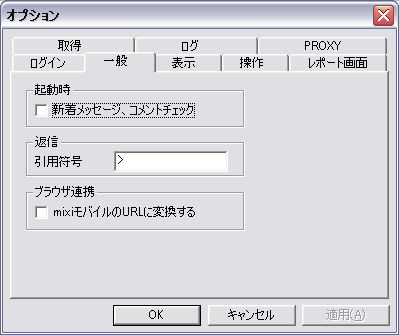 オプション
取得 ログ PROXY
ログイン 一般 表示 操作 レポート画面
起動時
新着メッセージ、コメントチェック
返信
引用符号 >
ブラウザ連携
mixiモバイルのURLに変換する
OK キャンセル 適用(A)